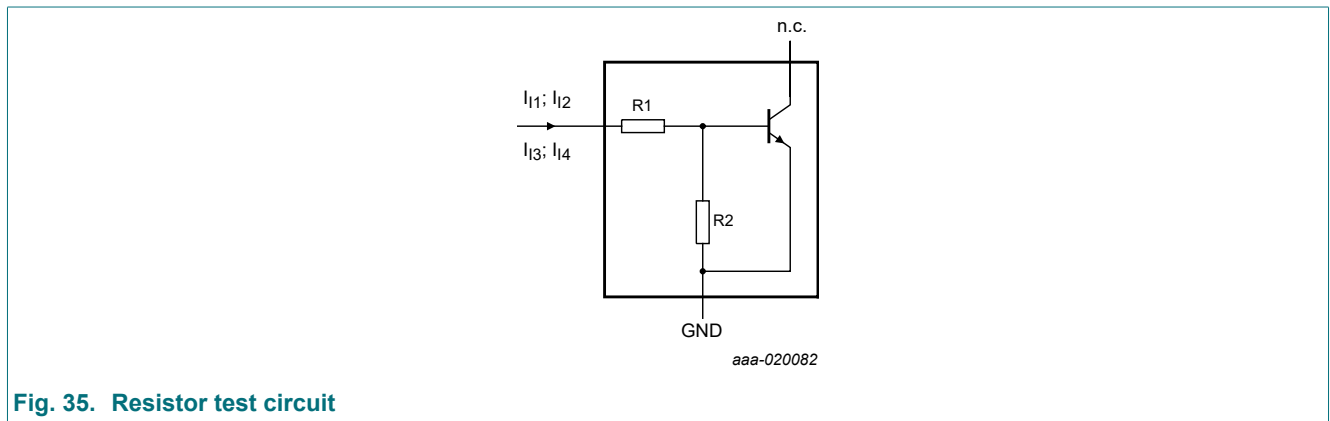 n.c.
I_I1; I_I2
R1
I_I3; I_I4
R2
GND
aaa-020082
Fig. 35. Resistor test circuit